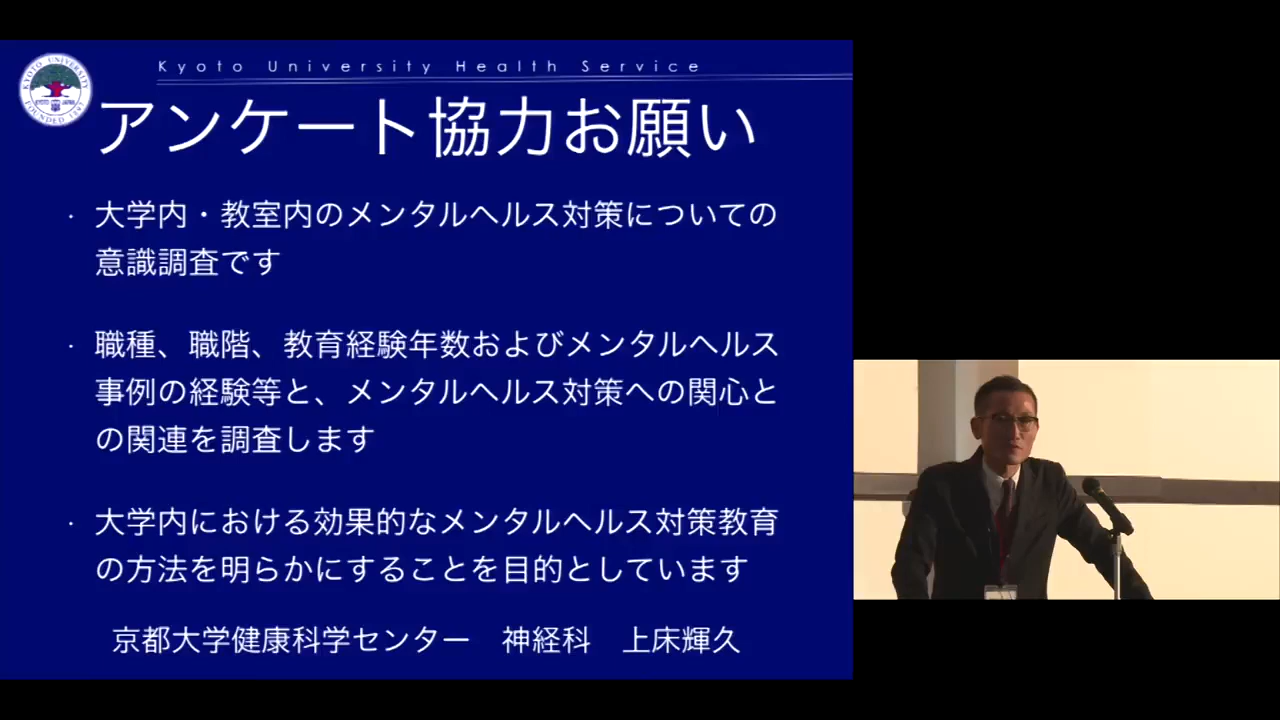 Kyoto University Health Service
アンケート協力お願い
・ 大学内・教室内のメンタルヘルス対策についての
意識調査です
・ 職種、職階、教育経験年数およびメンタルヘルス
事例の経験等と、メンタルヘルス対策への関心と
の関連を調査します
・ 大学内における効果的なメンタルヘルス対策教育
の方法を明らかにすることを目的としています
京都大学健康科学センター 神経科 上床輝久
KYOTO UNIVERSITY
KYOTO JAPAN
FOUNDED 1897